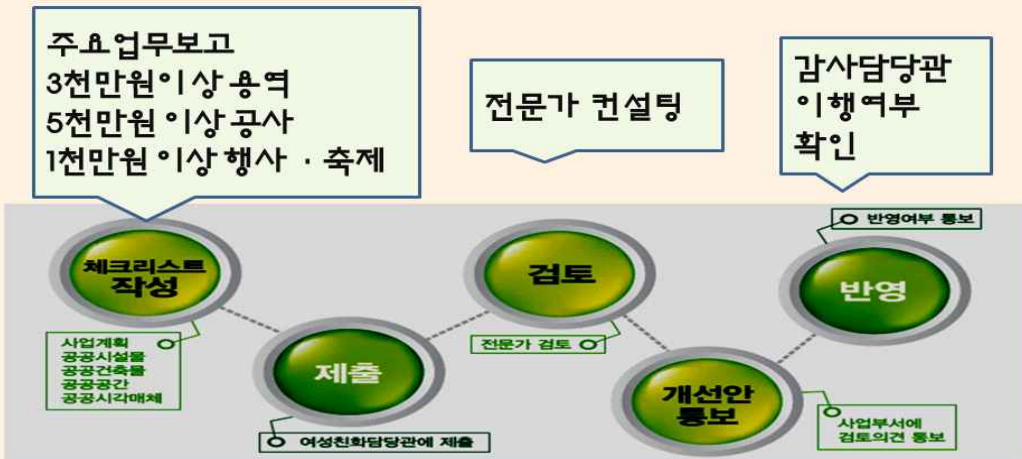 주요업무보고
3천만원이상 용역
5천만원 이상 공사
1천만원 이상 행사 · 축제
전문가 컨설팅
감사담당관
이행여부
확인
체크리스트
작성
사업계획
공공시설물
공공건축물
공공공간
공공시각매체
제출
여성친화담당관에 제출
검토
전문가 검토
개선안
통보
사업부서에
검토의견 통보
반영여부 통보
반영